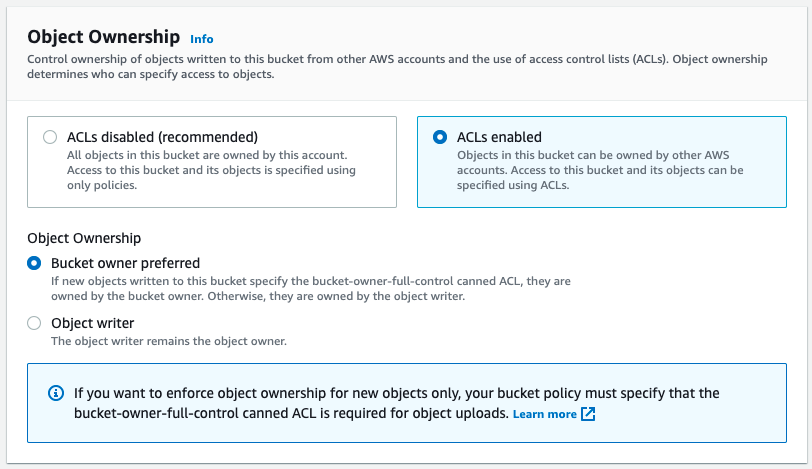 Object Ownership Info
Control ownership of objects written to this bucket from other AWS accounts and the use of access control lists (ACLs). Object ownership
determines who can specify access to objects.
ACLs disabled (recommended)
All objects in this bucket are owned by this account.
Access to this bucket and its objects is specified using
only policies.
ACLs enabled
Objects in this bucket can be owned by other AWS
accounts. Access to this bucket and its objects can be
specified using ACLs.
Object Ownership
Bucket owner preferred
If new objects written to this bucket specify the bucket-owner-full-control canned ACL, they are
owned by the bucket owner. Otherwise, they are owned by the object writer.
Object writer
The object writer remains the object owner.
If you want to enforce object ownership for new objects only, your bucket policy must specify that the
bucket-owner-full-control canned ACL is required for object uploads. Learn more